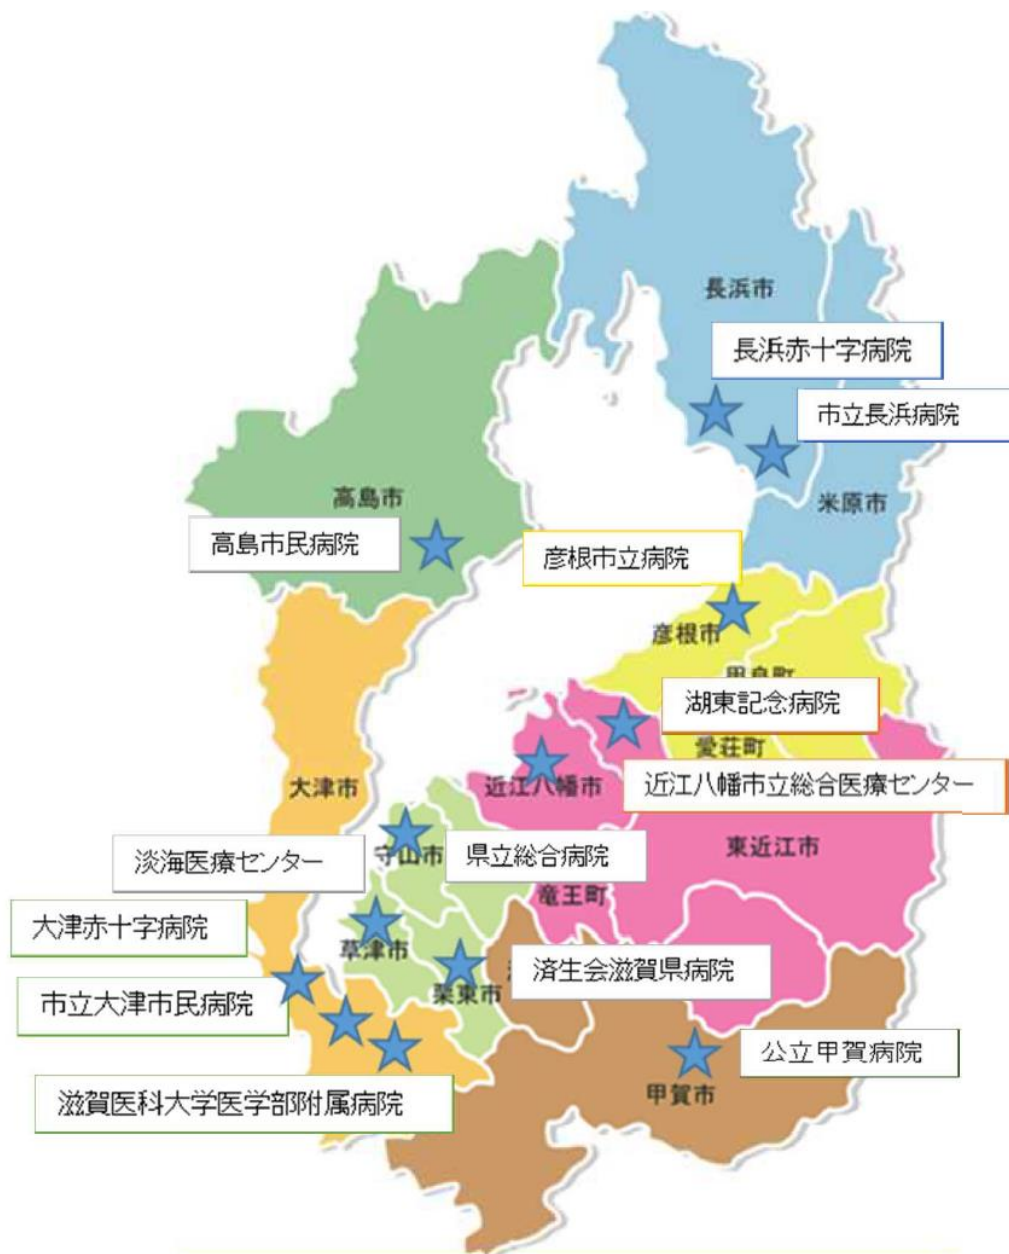 長浜市
長浜赤十字病院
市立長浜病院
高島市
米原市
高島市民病院
彦根市立病院
彦根市
湖東記念病院
愛荘町
大津市
近江八幡市
近江八幡市立総合医療センター
淡海医療センター
守山市
県立総合病院
東近江市
竜王町
大津赤十字病院
草津市
済生会滋賀県病院
栗東市
市立大津市民病院
公立甲賀病院
滋賀医科大学医学部附属病院
甲賀市